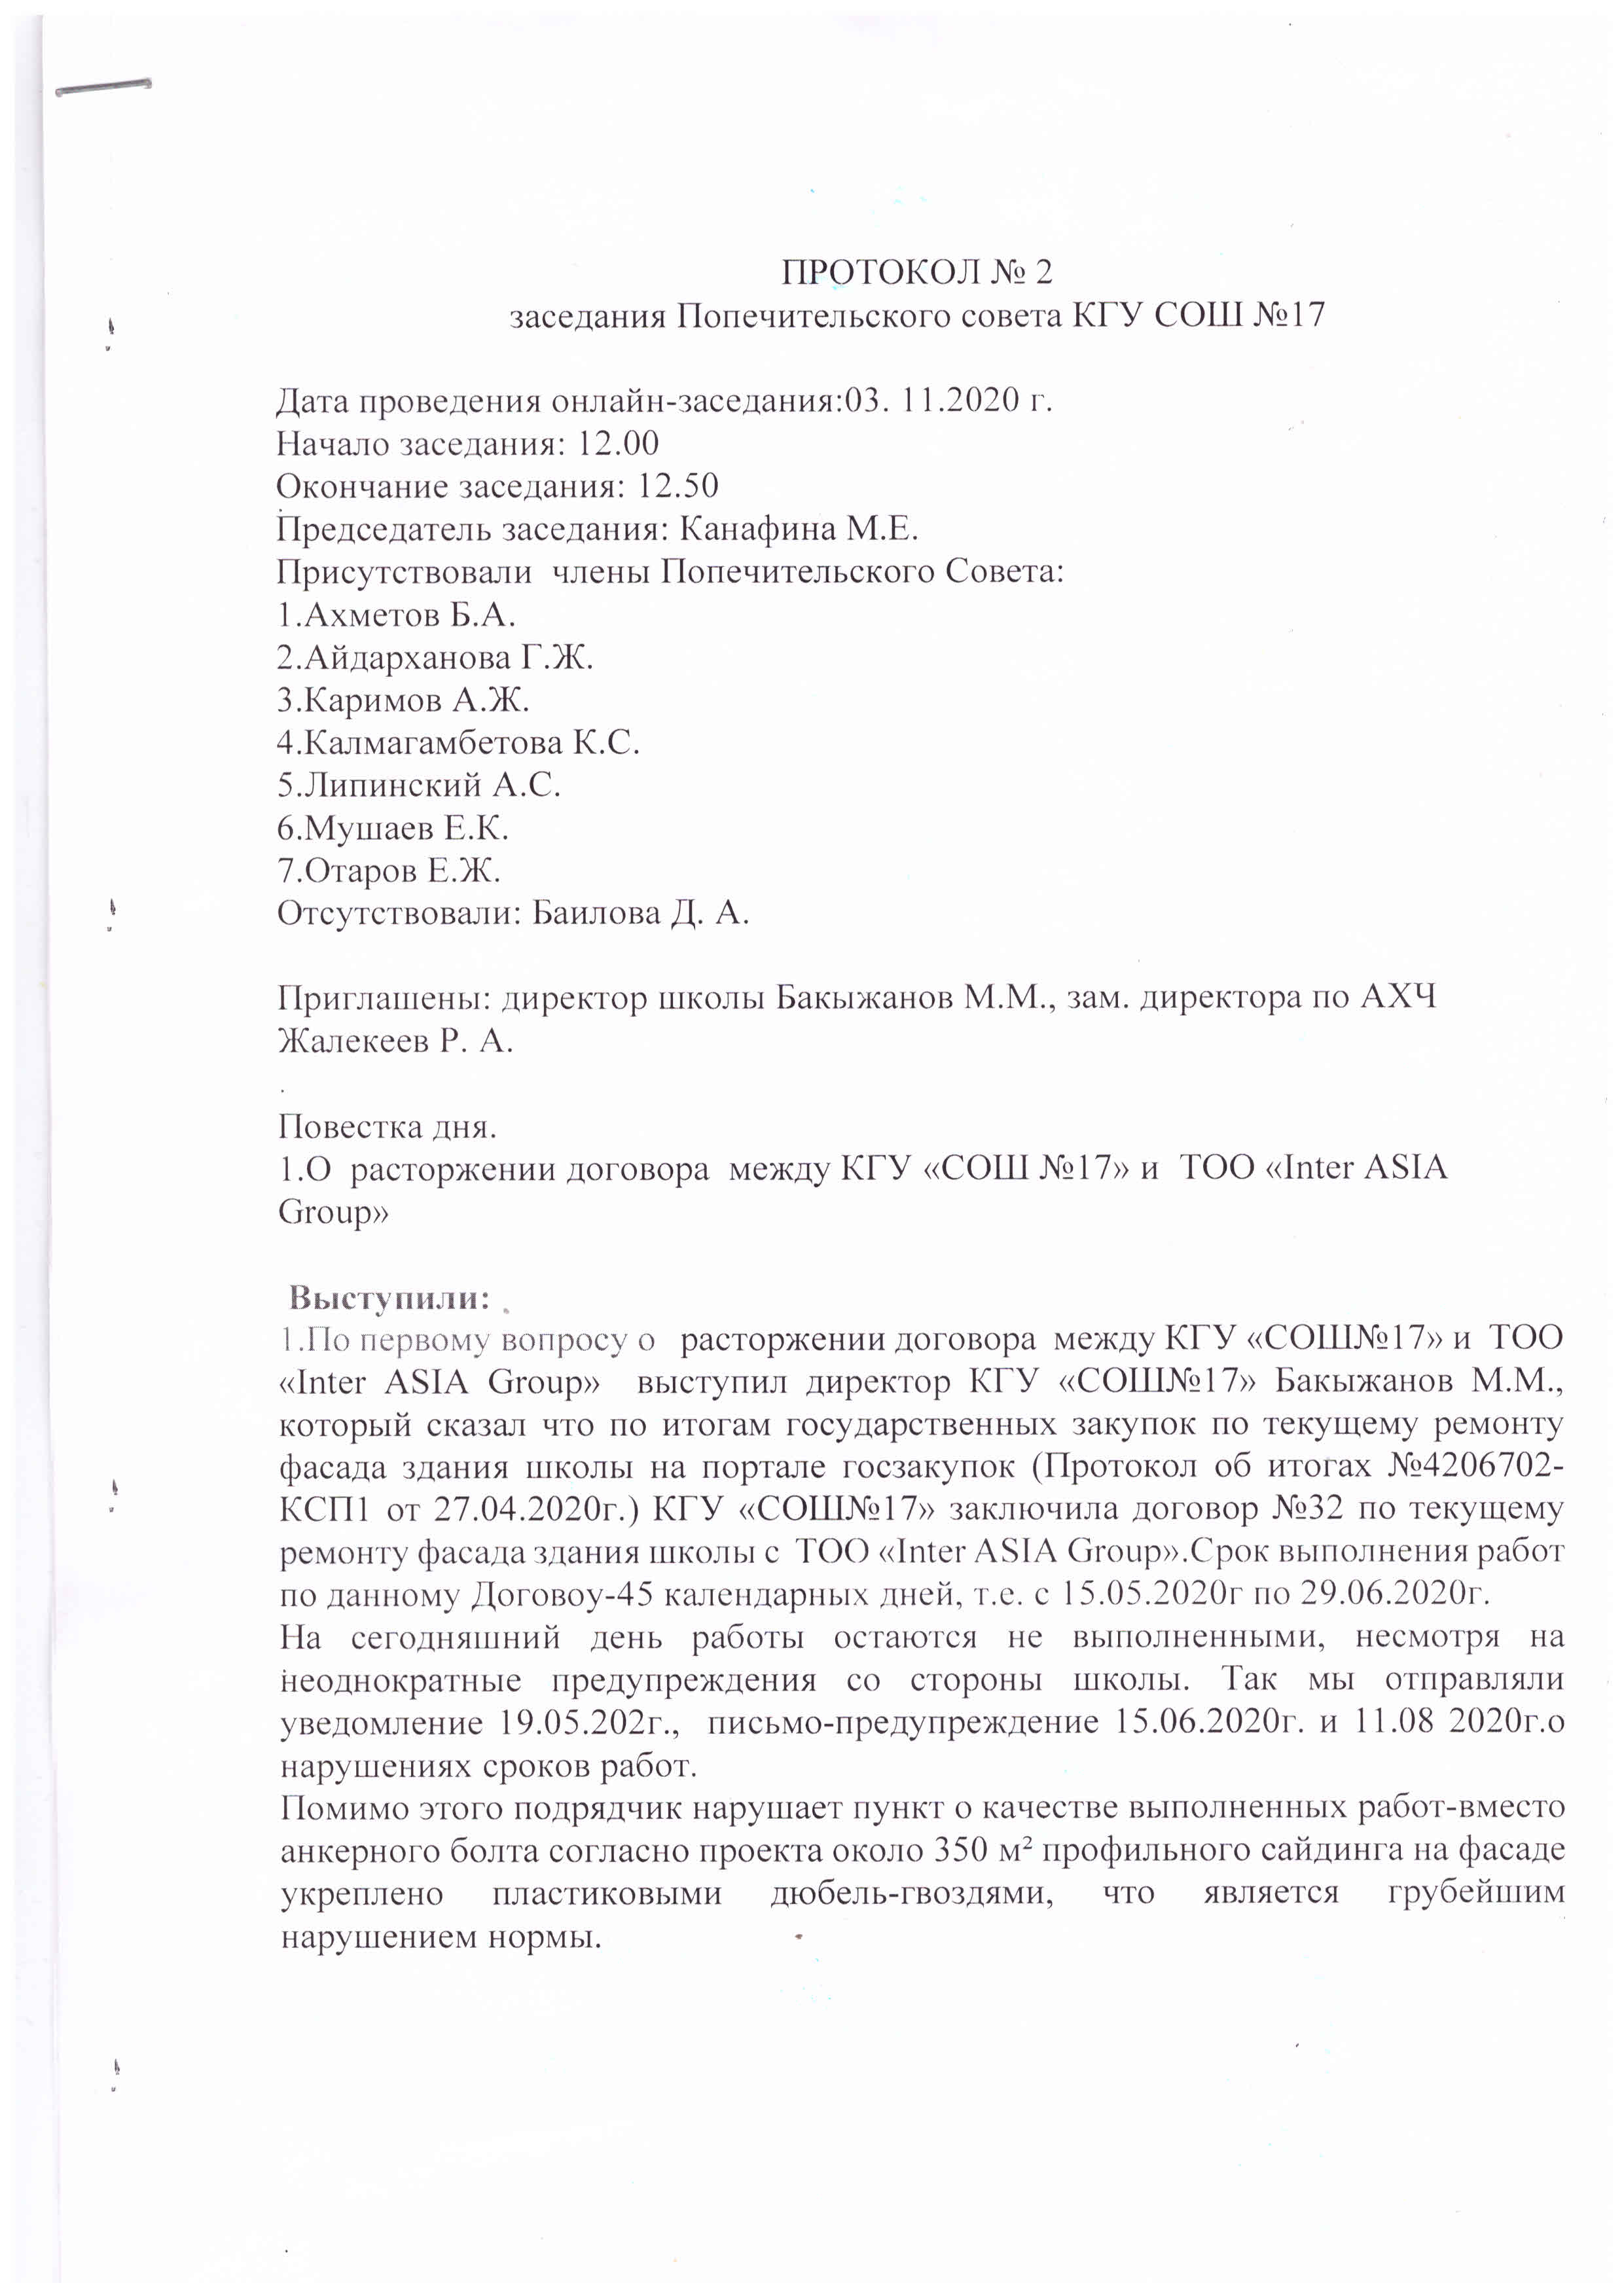 ПРОТОКОЛ № 2
заседания Попечительского совета КГУ СОШ №17
Дата проведения онлайн-заседания:03. 11.2020 г.
Начало заседания: 12.00
Окончание заседания: 12.50
Председатель заседания: Канафина М.Е.
Присутствовали члены Попечительского Совета:
1.Ахметов Б.А.
2.Айдарханова Г.Ж.
3.Каримов А.Ж.
4.Калмагамбетова К.С.
5.Липинский А.С.
6.Мушаев Е.К.
7.Отаров Е.Ж.
Отсутствовали: Баилова Д. А.
Приглашены: директор школы Бакыжанов М.М., зам. директора по АХЧ
Жалекеев Р. А.
.
Повестка дня.
1.О расторжении договора между КГУ «СОШ №17» и ТОО «Inter ASIA
Group»
Выступили:
1.По первому вопросу о расторжении договора между КГУ «СОШ№17» и ТОО
«Inter ASIA Group» выступил директор КГУ «СОШ№17» Бакыжанов М.М.,
который сказал что по итогам государственных закупок по текущему ремонту
фасада здания школы на портале госзакупок (Протокол об итогах №4206702-
КСП1 от 27.04.2020г.) КГУ «СОШ№17» заключила договор №32 по текущему
ремонту фасада здания школы с ТОО «Inter ASIA Group».Срок выполнения работ
по данному Договоу-45 календарных дней, т.е. с 15.05.2020г по 29.06.2020г.
На сегодняшний день работы остаются не выполненными, несмотря на
неоднократные предупреждения со стороны школы. Так мы отправляли
уведомление 19.05.202г., письмо-предупреждение 15.06.2020г. и 11.08 2020г.о
нарушениях сроков работ.
Помимо этого подрядчик нарушает пункт о качестве выполненных работ-вместо
анкерного болта согласно проекта около 350 м² профильного сайдинга на фасаде
укреплено пластиковыми дюбель-гвоздями, что является грубейшим
нарушением нормы.